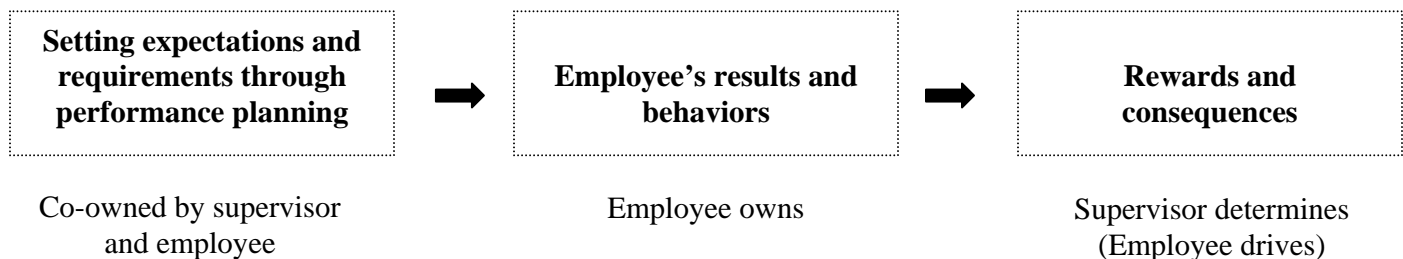 Setting expectations and
requirements through
performance planning
Employee’s results and
behaviors
Rewards and
consequences
Co-owned by supervisor
and employee
Employee owns
Supervisor determines
(Employee drives)